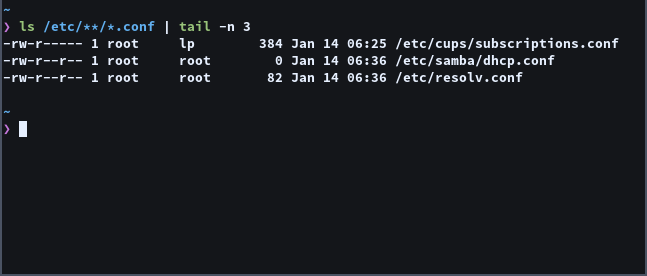 ~
❯ ls /etc/**/*.conf | tail -n 3
-rw-r----- 1 root     lp        384 Jan 14 06:25 /etc/cups/subscriptions.conf
-rw-r--r-- 1 root     root        0 Jan 14 06:36 /etc/samba/dhcp.conf
-rw-r--r-- 1 root     root       82 Jan 14 06:36 /etc/resolv.conf
~
❯